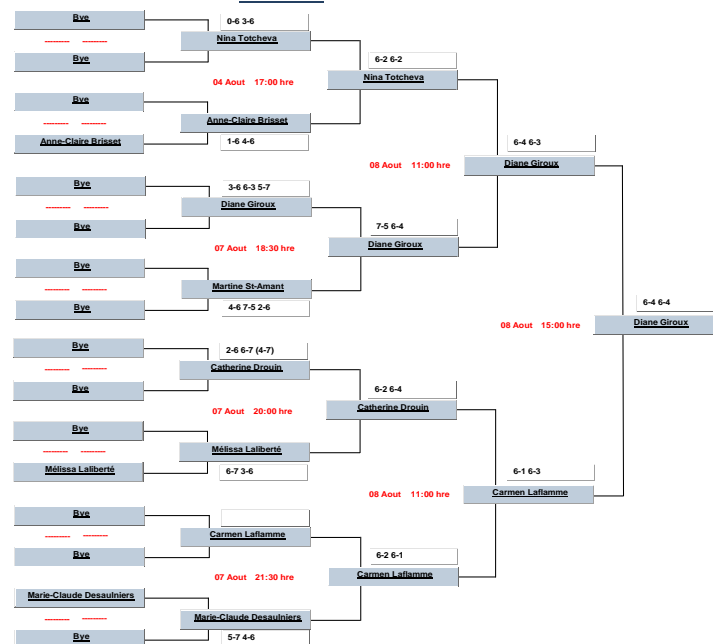 Bye
--------- ---------
Bye
Bye
--------- ---------
Anne-Claire Brisset
Bye
--------- ---------
Bye
Bye
--------- ---------
Bye
Bye
--------- ---------
Bye
Bye
--------- ---------
Mélissa Laliberté
Bye
--------- ---------
Bye
Marie-Claude Desaulniers
--------- ---------
Bye
0-6 3-6
Nina Totcheva
04 Aout 17:00 hre
Anne-Claire Brisset
1-6 4-6
3-6 6-3 5-7
Diane Giroux
07 Aout 18:30 hre
Martine St-Amant
4-6 7-5 2-6
2-6 6-7 (4-7)
Catherine Drouin
07 Aout 20:00 hre
Mélissa Laliberté
6-7 3-6
Carmen Laflamme
07 Aout 21:30 hre
Marie-Claude Desaulniers
5-7 4-6
6-2 6-2
Nina Totcheva
08 Aout 11:00 hre
7-5 6-4
Diane Giroux
6-2 6-4
Catherine Drouin
08 Aout 11:00 hre
6-2 6-1
Carmen Laflamme
6-4 6-3
Diane Giroux
08 Aout 15:00 hre
6-1 6-3
Carmen Laflamme
6-4 6-4
Diane Giroux